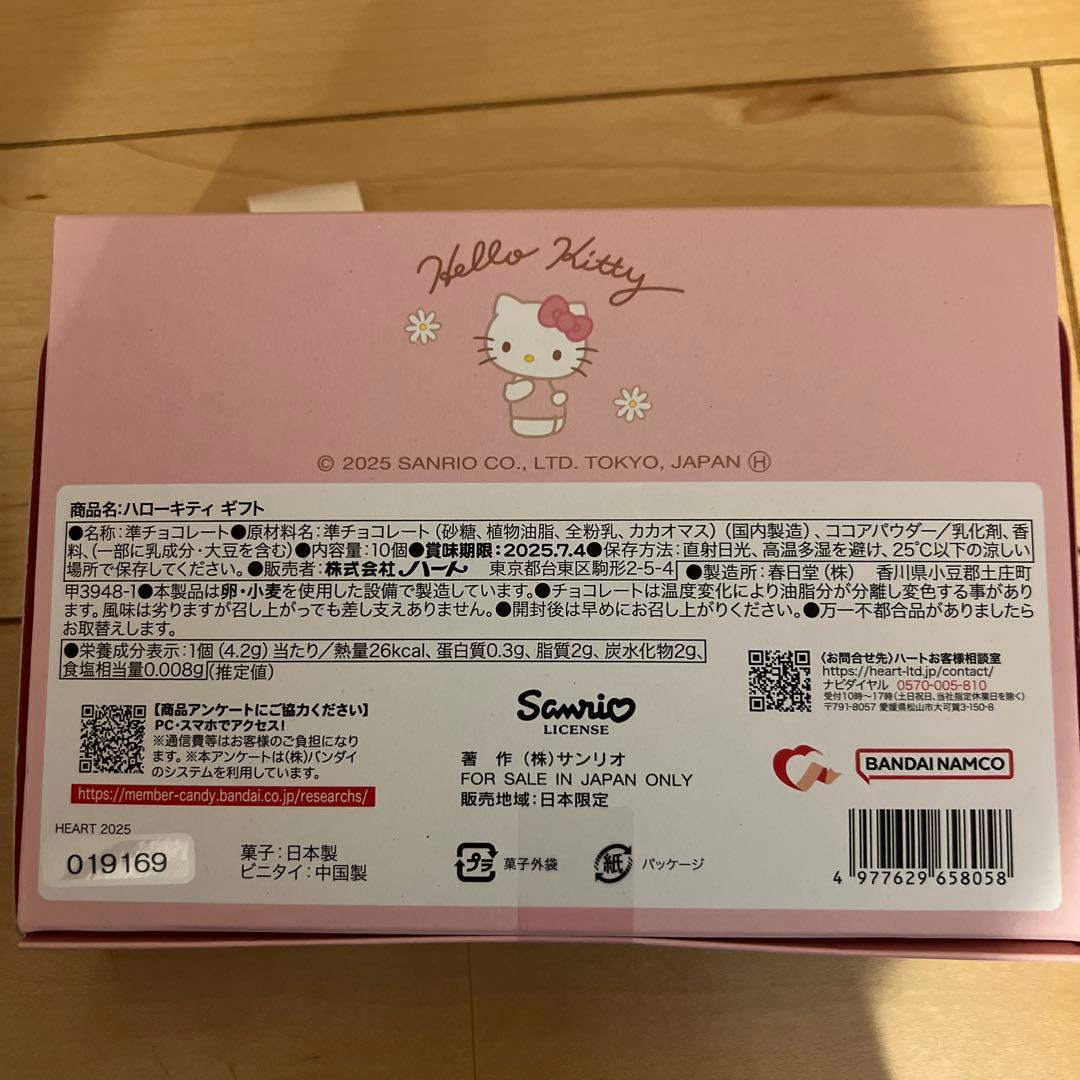 Hello Kitty
© 2025 SANRIO CO., LTD. TOKYO, JAPAN Ⓗ
商品名:ハローキティ ギフト
●名称:準チョコレート●原材料名:準チョコレート(砂糖、植物油脂、全粉乳、カカオマス)(国内製造)、ココアパウダー/乳化剤、香
料、(一部に乳成分・大豆を含む)●内容量:10個●賞味期限:2025.7.4●保存方法:直射日光、高温多湿を避け、25℃以下の涼しい
場所で保存してください。●販売者:株式会社ハート 東京都台東区駒形2-5-4 ●製造所:春日堂(株) 香川県小豆郡土庄町
甲3948-1●本製品は卵・小麦を使用した設備で製造しています。●チョコレートは温度変化により油脂分が分離し変色する事があり
ます。風味は劣りますが召し上がっても差し支えありません。●開封後は早めにお召し上がりください。●万一不都合品がありましたら
お取替えします。
●栄養成分表示:1個(4.2g)当たり/熱量26kcal、蛋白質0.3g、脂質2g、炭水化物2g、
食塩相当量0.008g(推定値)
【商品アンケートにご協力ください】
PC・スマホでアクセス!
※通信費等はお客様のご負担になり
ます。※本アンケートは(株)バンダイ
のシステムを利用しています。
https://member-candy.bandai.co.jp/researchs/
Sanrio
LICENSE
著作(株)サンリオ
FOR SALE IN JAPAN ONLY
販売地域:日本限定
〈お問合せ先〉ハートお客様相談室
https://heart-ltd.jp/contact/
ナビダイヤル 0570-005-810
受付10時~17時(土日祝日、当社指定休業日を除く)
〒791-8057 愛媛県松山市大可賀3-150-8
BANDAI NAMCO
HEART 2025
019169
菓子:日本製
ビニタイ:中国製
プラ 菓子外袋
紙 パッケージ
4 977629 658058